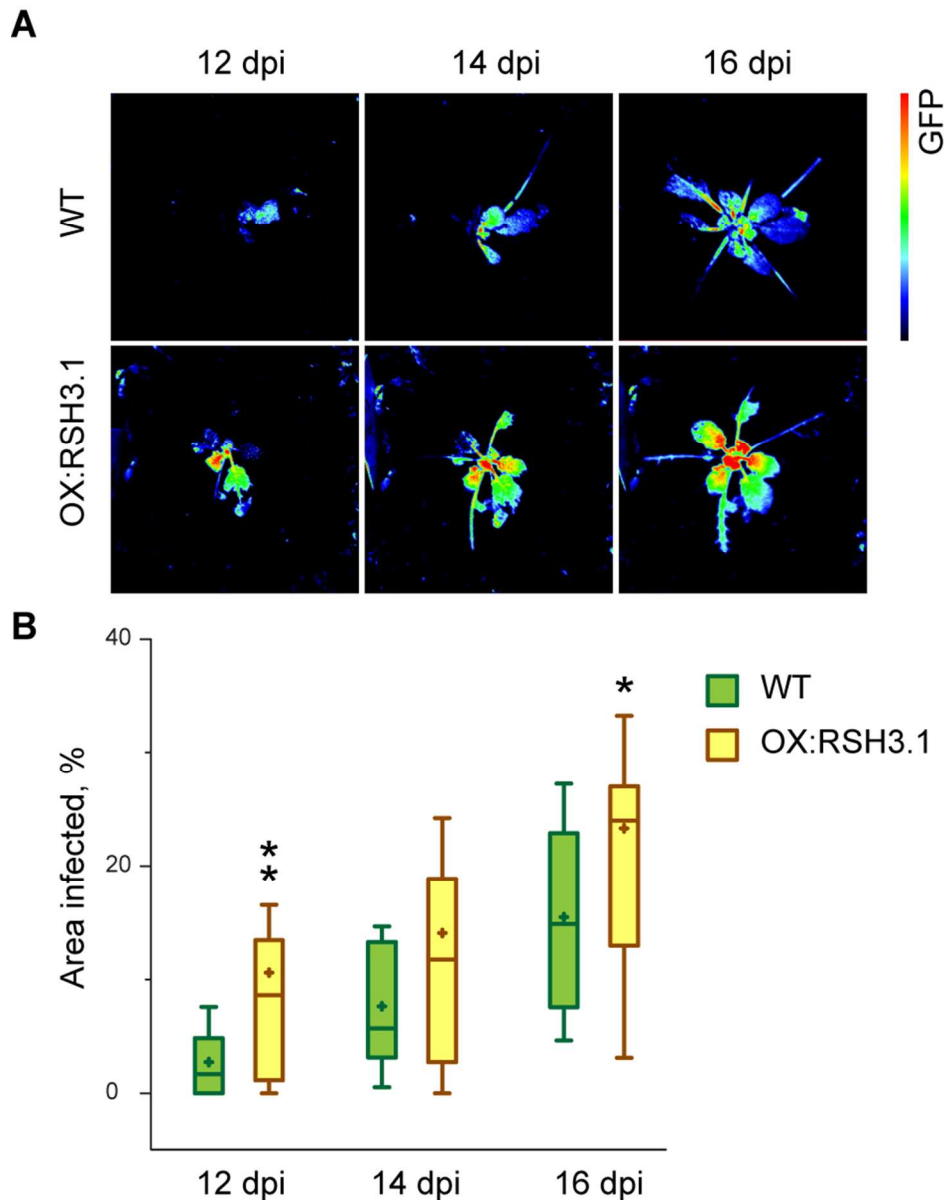 A
12 dpi
14 dpi
16 dpi
WT
GFP
OX:RSH3.1
B
Area infected, %
40
20
0
**
*
WT
OX:RSH3.1
12 dpi
14 dpi
16 dpi